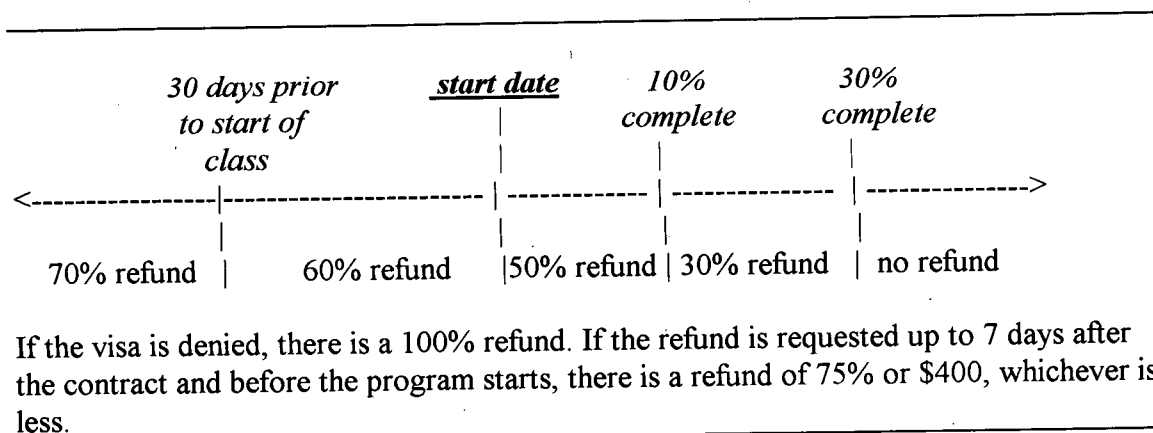 30 days prior start date 10% 30%
to start of complete complete
class
<----------------|------------------------|------------- | -------------- | -------------->
70% refund | 60% refund |50% refund | 30% refund | no refund
If the visa is denied, there is a 100% refund. If the refund is requested up to 7 days after
the contract and before the program starts, there is a refund of 75% or $400, whichever is
less.